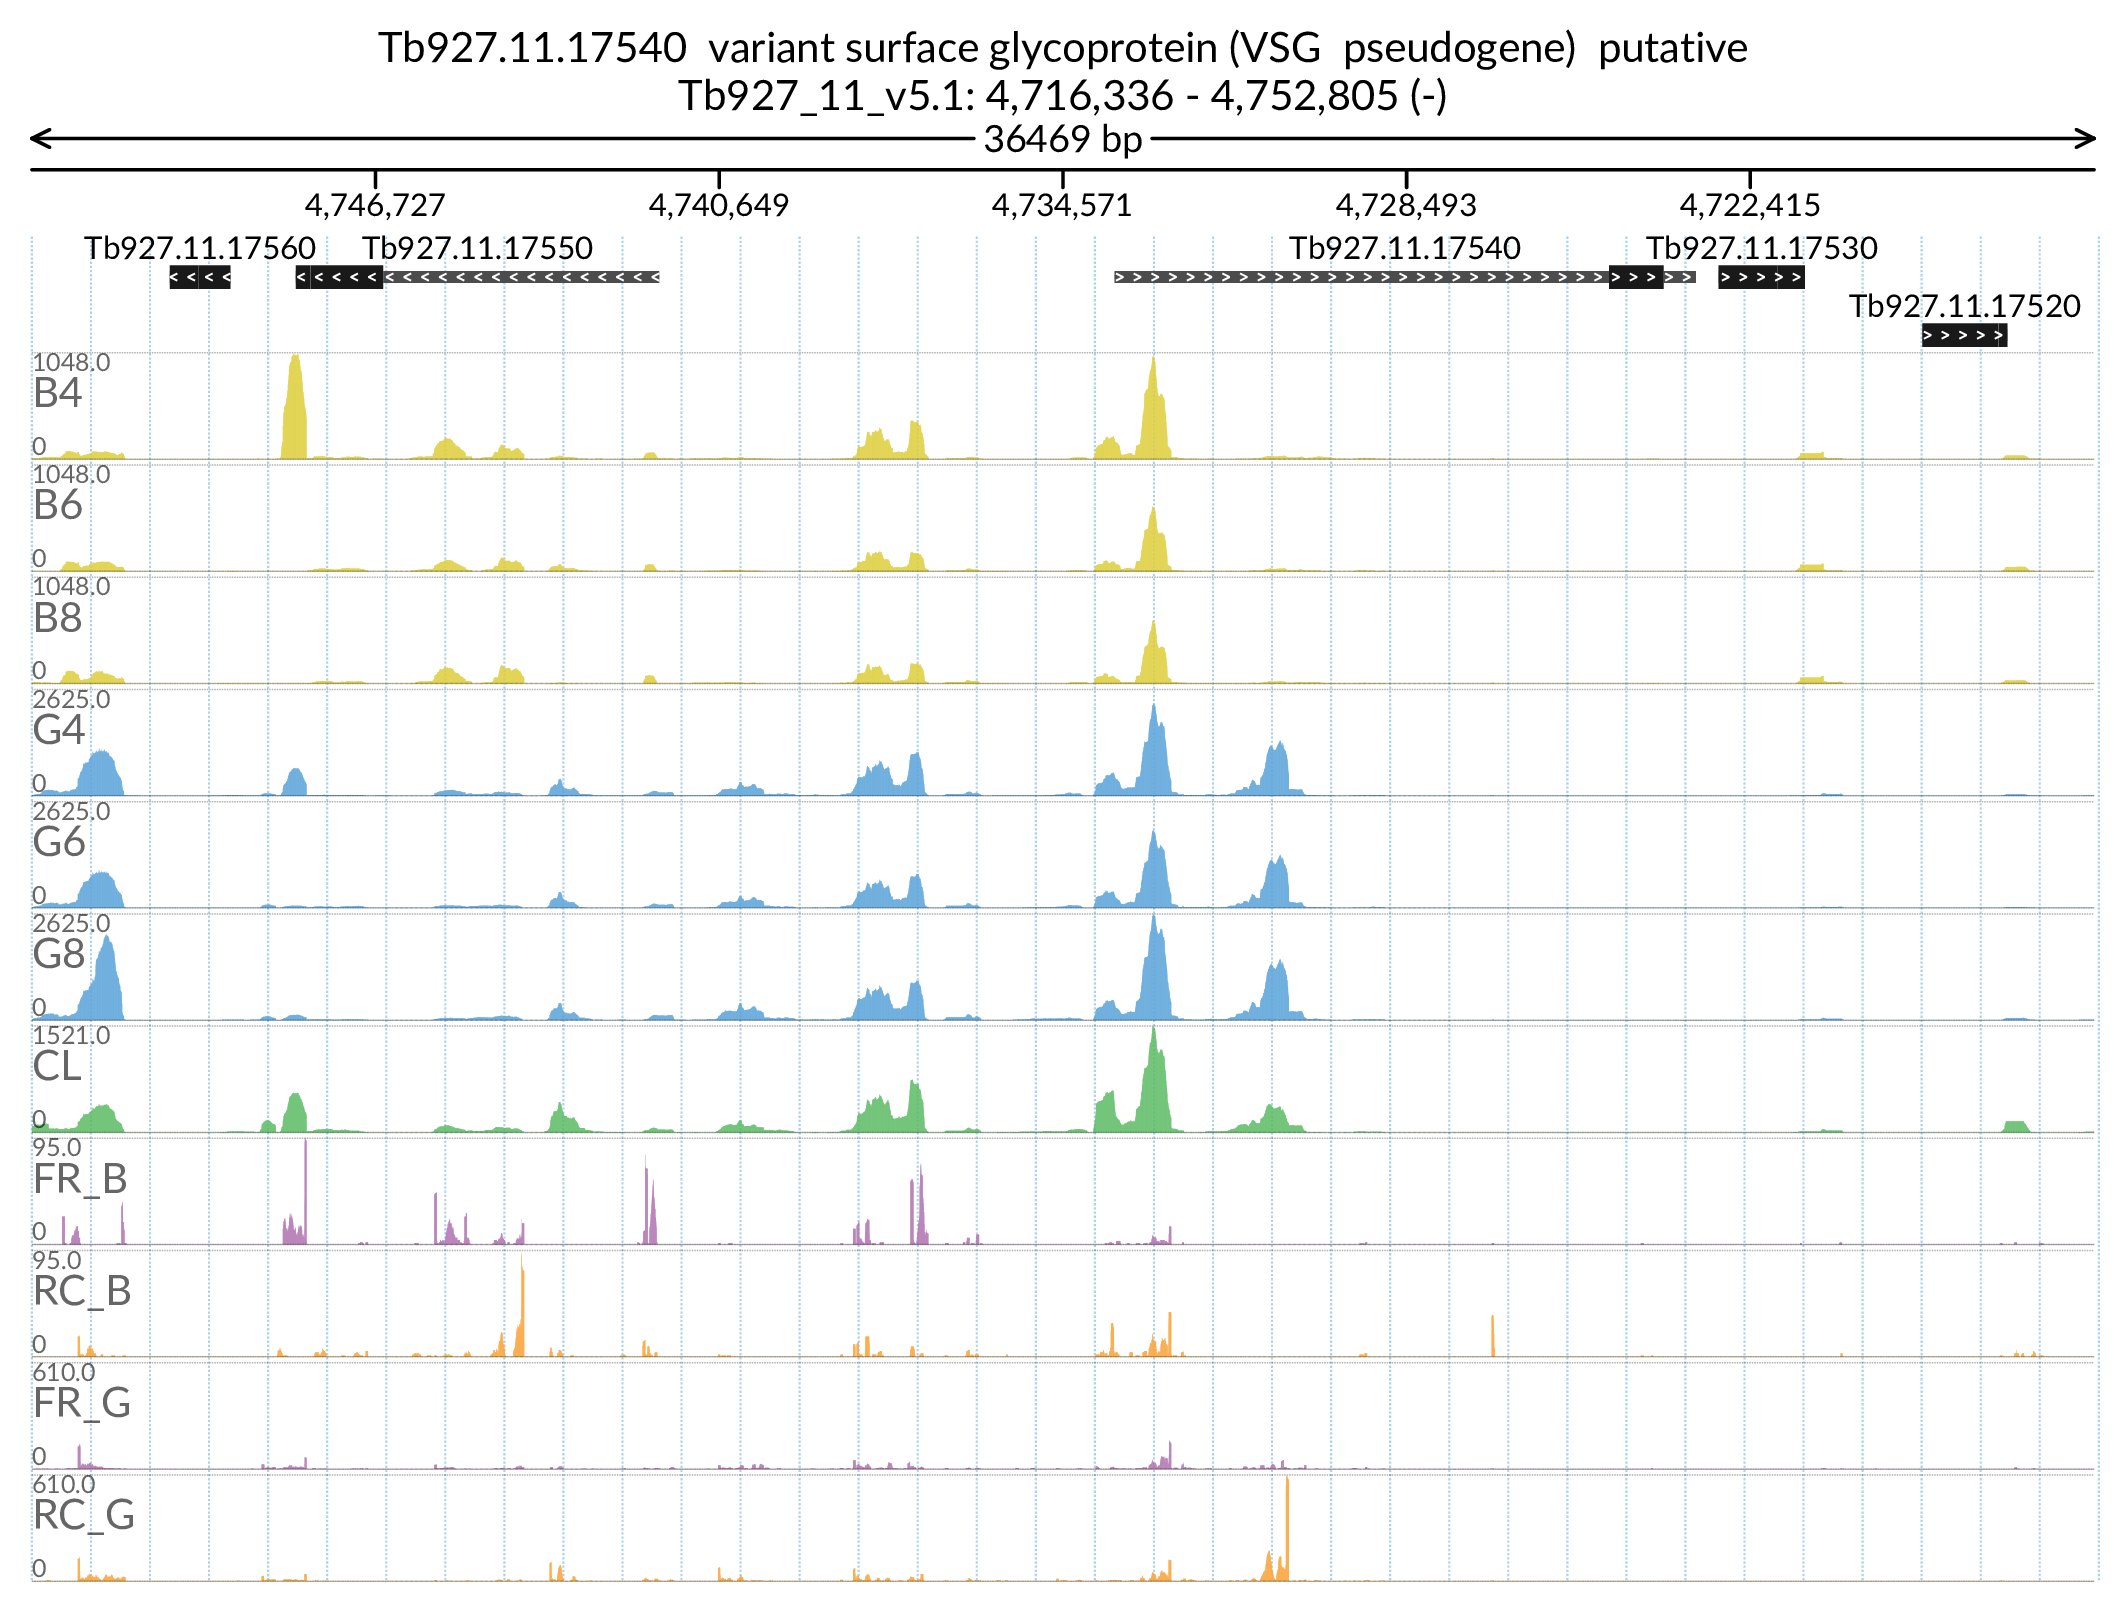 Tb927.11.17540  variant surface glycoprotein (VSG  pseudogene)  putative
Tb927_11_v5.1: 4,716,336 - 4,752,805 (-)
36469 bp
4,746,727 4,740,649 4,734,571 4,728,493 4,722,415
Tb927.11.17560 Tb927.11.17550 Tb927.11.17540 Tb927.11.17530
Tb927.11.17520
1048.0
B4
0
1048.0
B6
0
1048.0
B8
0
2625.0
G4
0
2625.0
G6
0
2625.0
G8
0
1521.0
CL
0
95.0
FR_B
0
95.0
RC_B
0
610.0
FR_G
0
610.0
RC_G
0